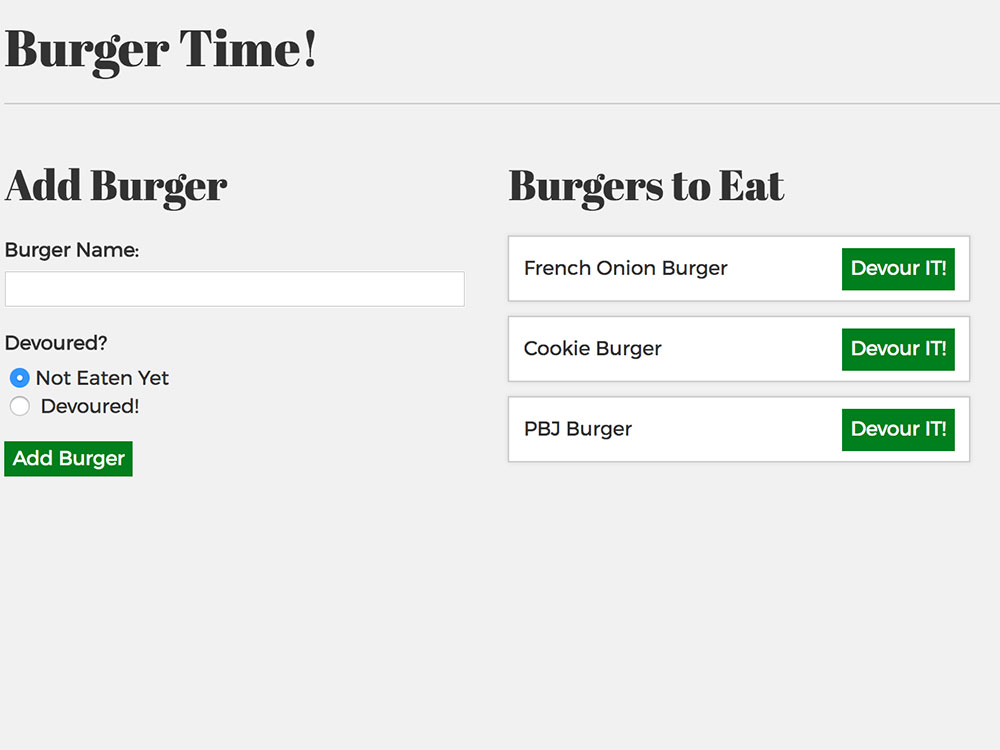 Burger Time!
Add Burger
Burger Name:
Devoured?
Not Eaten Yet
Devoured!
Add Burger
Burgers to Eat
French Onion Burger Devour IT!
Cookie Burger Devour IT!
PBJ Burger Devour IT!